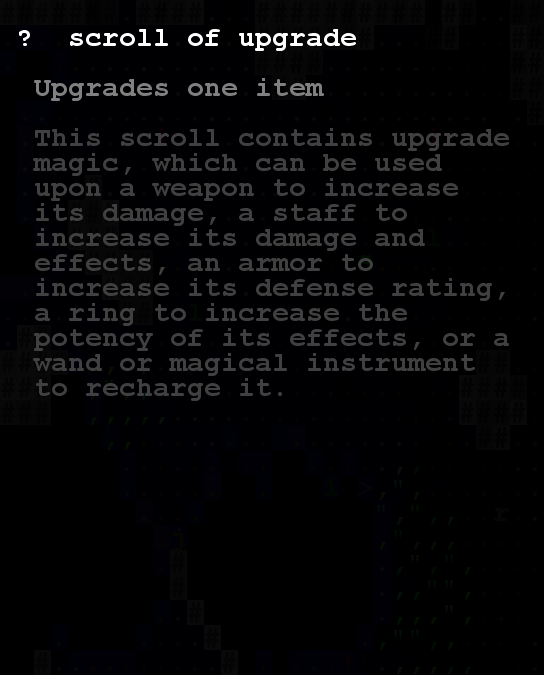 ? scroll of upgrade
Upgrades one item
This scroll contains upgrade
magic, which can be used
upon a weapon to increase
its damage, a staff to
increase its damage and
effects, an armor to
increase its defense rating,
a ring to increase the
potency of its effects, or a
wand or magical instrument
to recharge it.